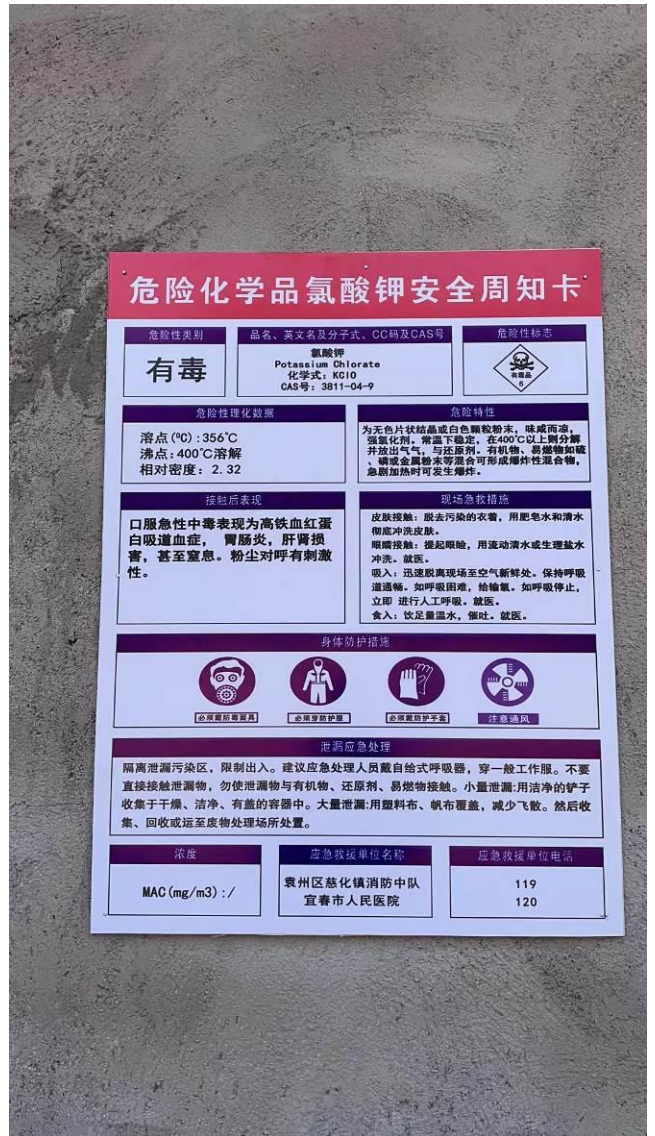 危险化学品氯酸钾安全周知卡
危险性类别
有毒
品名、英文名及分子式、CC码及CAS号
氯酸钾
Potassium Chlorate
化学式：KClO
CAS号：3811-04-9
危险性标志
有毒品
6
危险性理化数据
溶点(℃)：356℃
沸点：400℃溶解
相对密度：2.32
危险特性
为无色片状结晶或白色颗粒粉末，味咸而凉，
强氧化剂。常温下稳定，在400℃以上则分解
并放出气气，与还原剂。有机物、易燃物如硫
、磷或金属粉末等混合可形成爆炸性混合物，
急剧加热时可发生爆炸。
接触后表现
口服急性中毒表现为高铁血红蛋
白吸道血症，胃肠炎，肝肾损
害，甚至窒息。粉尘对呼有刺激
性。
现场急救措施
皮肤接触：脱去污染的衣着，用肥皂水和清水
彻底冲洗皮肤。
眼睛接触：提起眼睑，用流动清水或生理盐水
冲洗。就医。
吸入：迅速脱离现场至空气新鲜处。保持呼吸
道通畅。如呼吸困难，给输氧。如呼吸停止，
立即 进行人工呼吸。就医。
食入：饮足量温水，催吐。就医。
身体防护措施
必须戴防毒面具
必须穿防护服
必须戴防护手套
注意通风
泄漏应急处理
隔离泄漏污染区，限制出入。建议应急处理人员戴自给式呼吸器，穿一般工作服。不要
直接接触泄漏物，勿使泄漏物与有机物、还原剂、易燃物接触。小量泄漏:用洁净的铲子
收集于干燥、洁净、有盖的容器中。大量泄漏:用塑料布、帆布覆盖，减少飞散。然后收
集、回收或运至废物处理场所处置。
浓度
MAC(mg/m3):/
应急救援单位名称
袁州区慈化镇消防中队
宜春市人民医院
应急救援单位电话
119
120